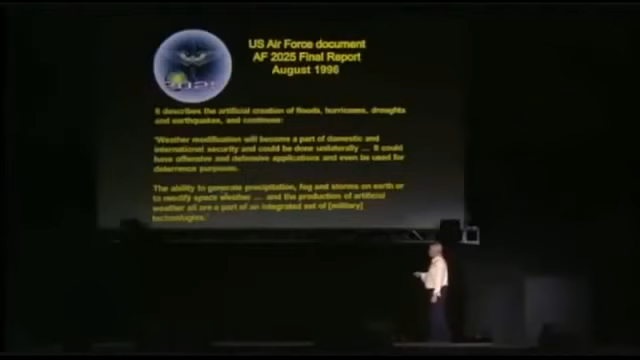 2025
US Air Force document
AF 2025 Final Report
August 1996
It describes the artificial creation of floods, hurricanes, droughts
and earthquakes, and continues:
'Weather modification will become a part of domestic and
international security and could be done unilaterally ... It could
have offensive and defensive applications and even be used for
deterrence purposes.
The ability to generate precipitation, fog and storms on earth or
to modify space weather ... and the production of artificial
weather all are a part of an integrated set of [military]
technologies.'